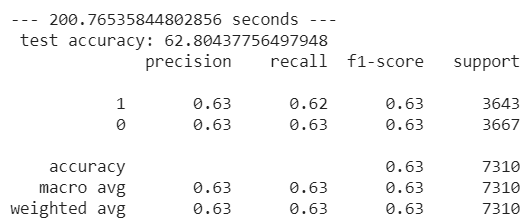 --- 200.76535844802856 seconds ---
test accuracy: 62.80437756497948
precision recall f1-score support
1 0.63 0.62 0.63 3643
0 0.63 0.63 0.63 3667
accuracy 0.63 7310
macro avg 0.63 0.63 0.63 7310
weighted avg 0.63 0.63 0.63 7310